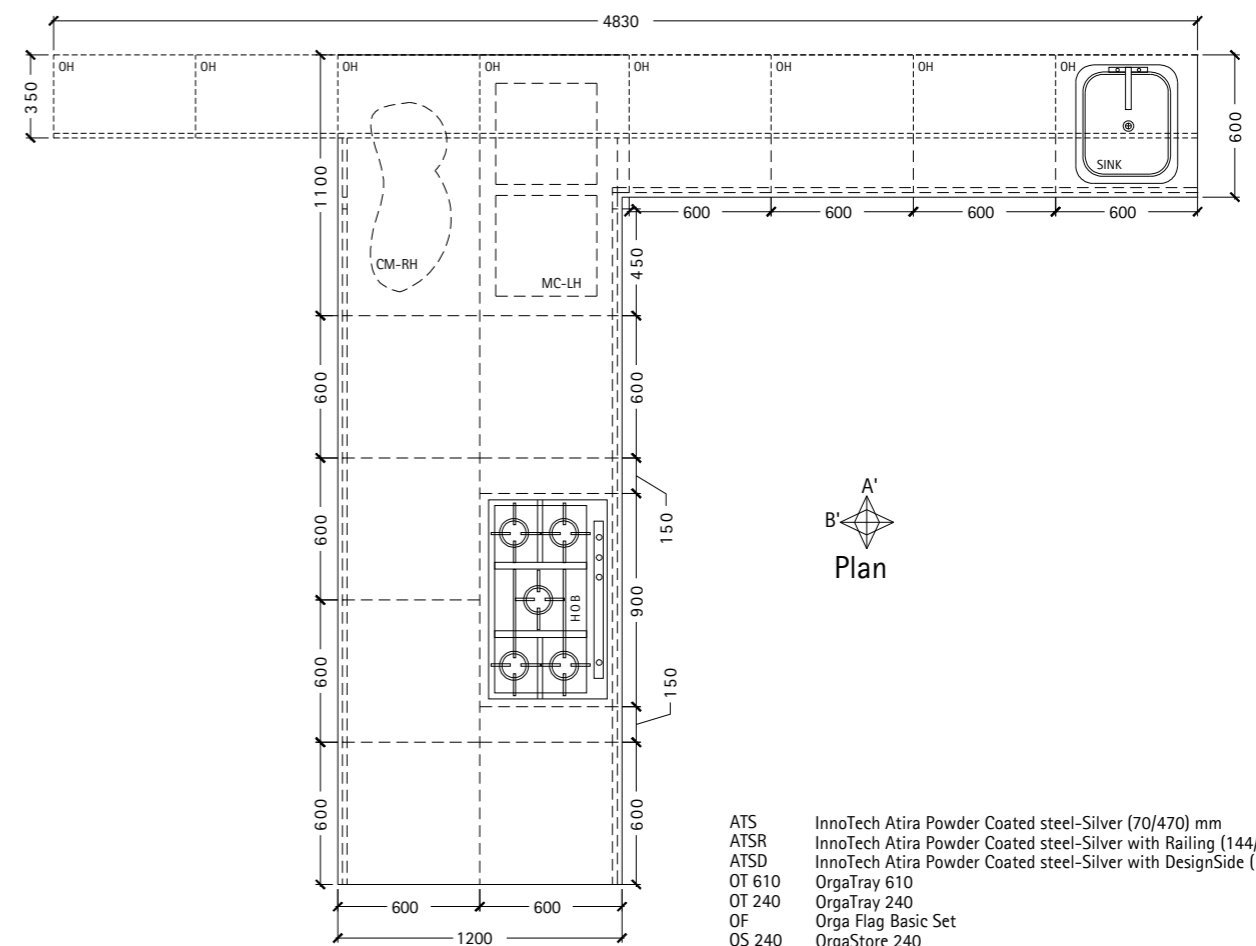 4830
OH OH OH OH OH OH OH OH
350
600
SINK
1100
600 600 600 600
CM-RH
MC-LH
450
600
600
150
A'
B'
Plan
600
HOB
900
600
150
600
600
600 600
1200
ATS InnoTech Atira Powder Coated steel-Silver (70/470) mm
ATSR InnoTech Atira Powder Coated steel-Silver with Railing (144/
ATSD InnoTech Atira Powder Coated steel-Silver with DesignSide (
OT 610 OrgaTray 610
OT 240 OrgaTray 240
OF Orga Flag Basic Set
OS 240 OrgaStore 240